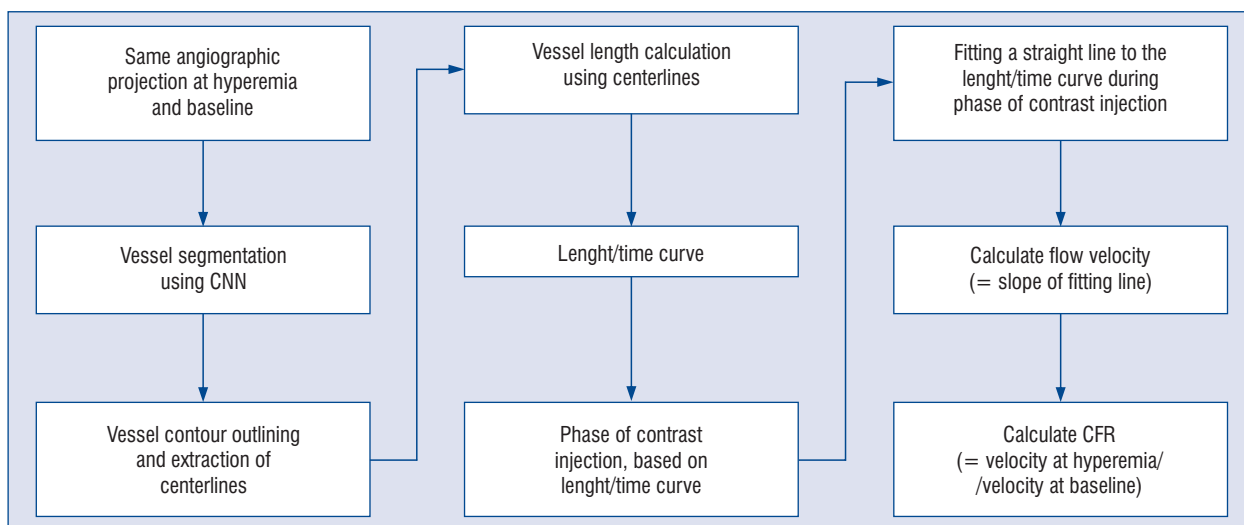 Same angiographic
projection at hyperemia
and baseline
Vessel segmentation
using CNN
Vessel contour outlining
and extraction of
centerlines
Vessel length calculation
using centerlines
Lenght/time curve
Phase of contrast
injection, based on
lenght/time curve
Fitting a straight line to the
lenght/time curve during
phase of contrast injection
Calculate flow velocity
(= slope of fitting line)
Calculate CFR
(= velocity at hyperemia/
/velocity at baseline)